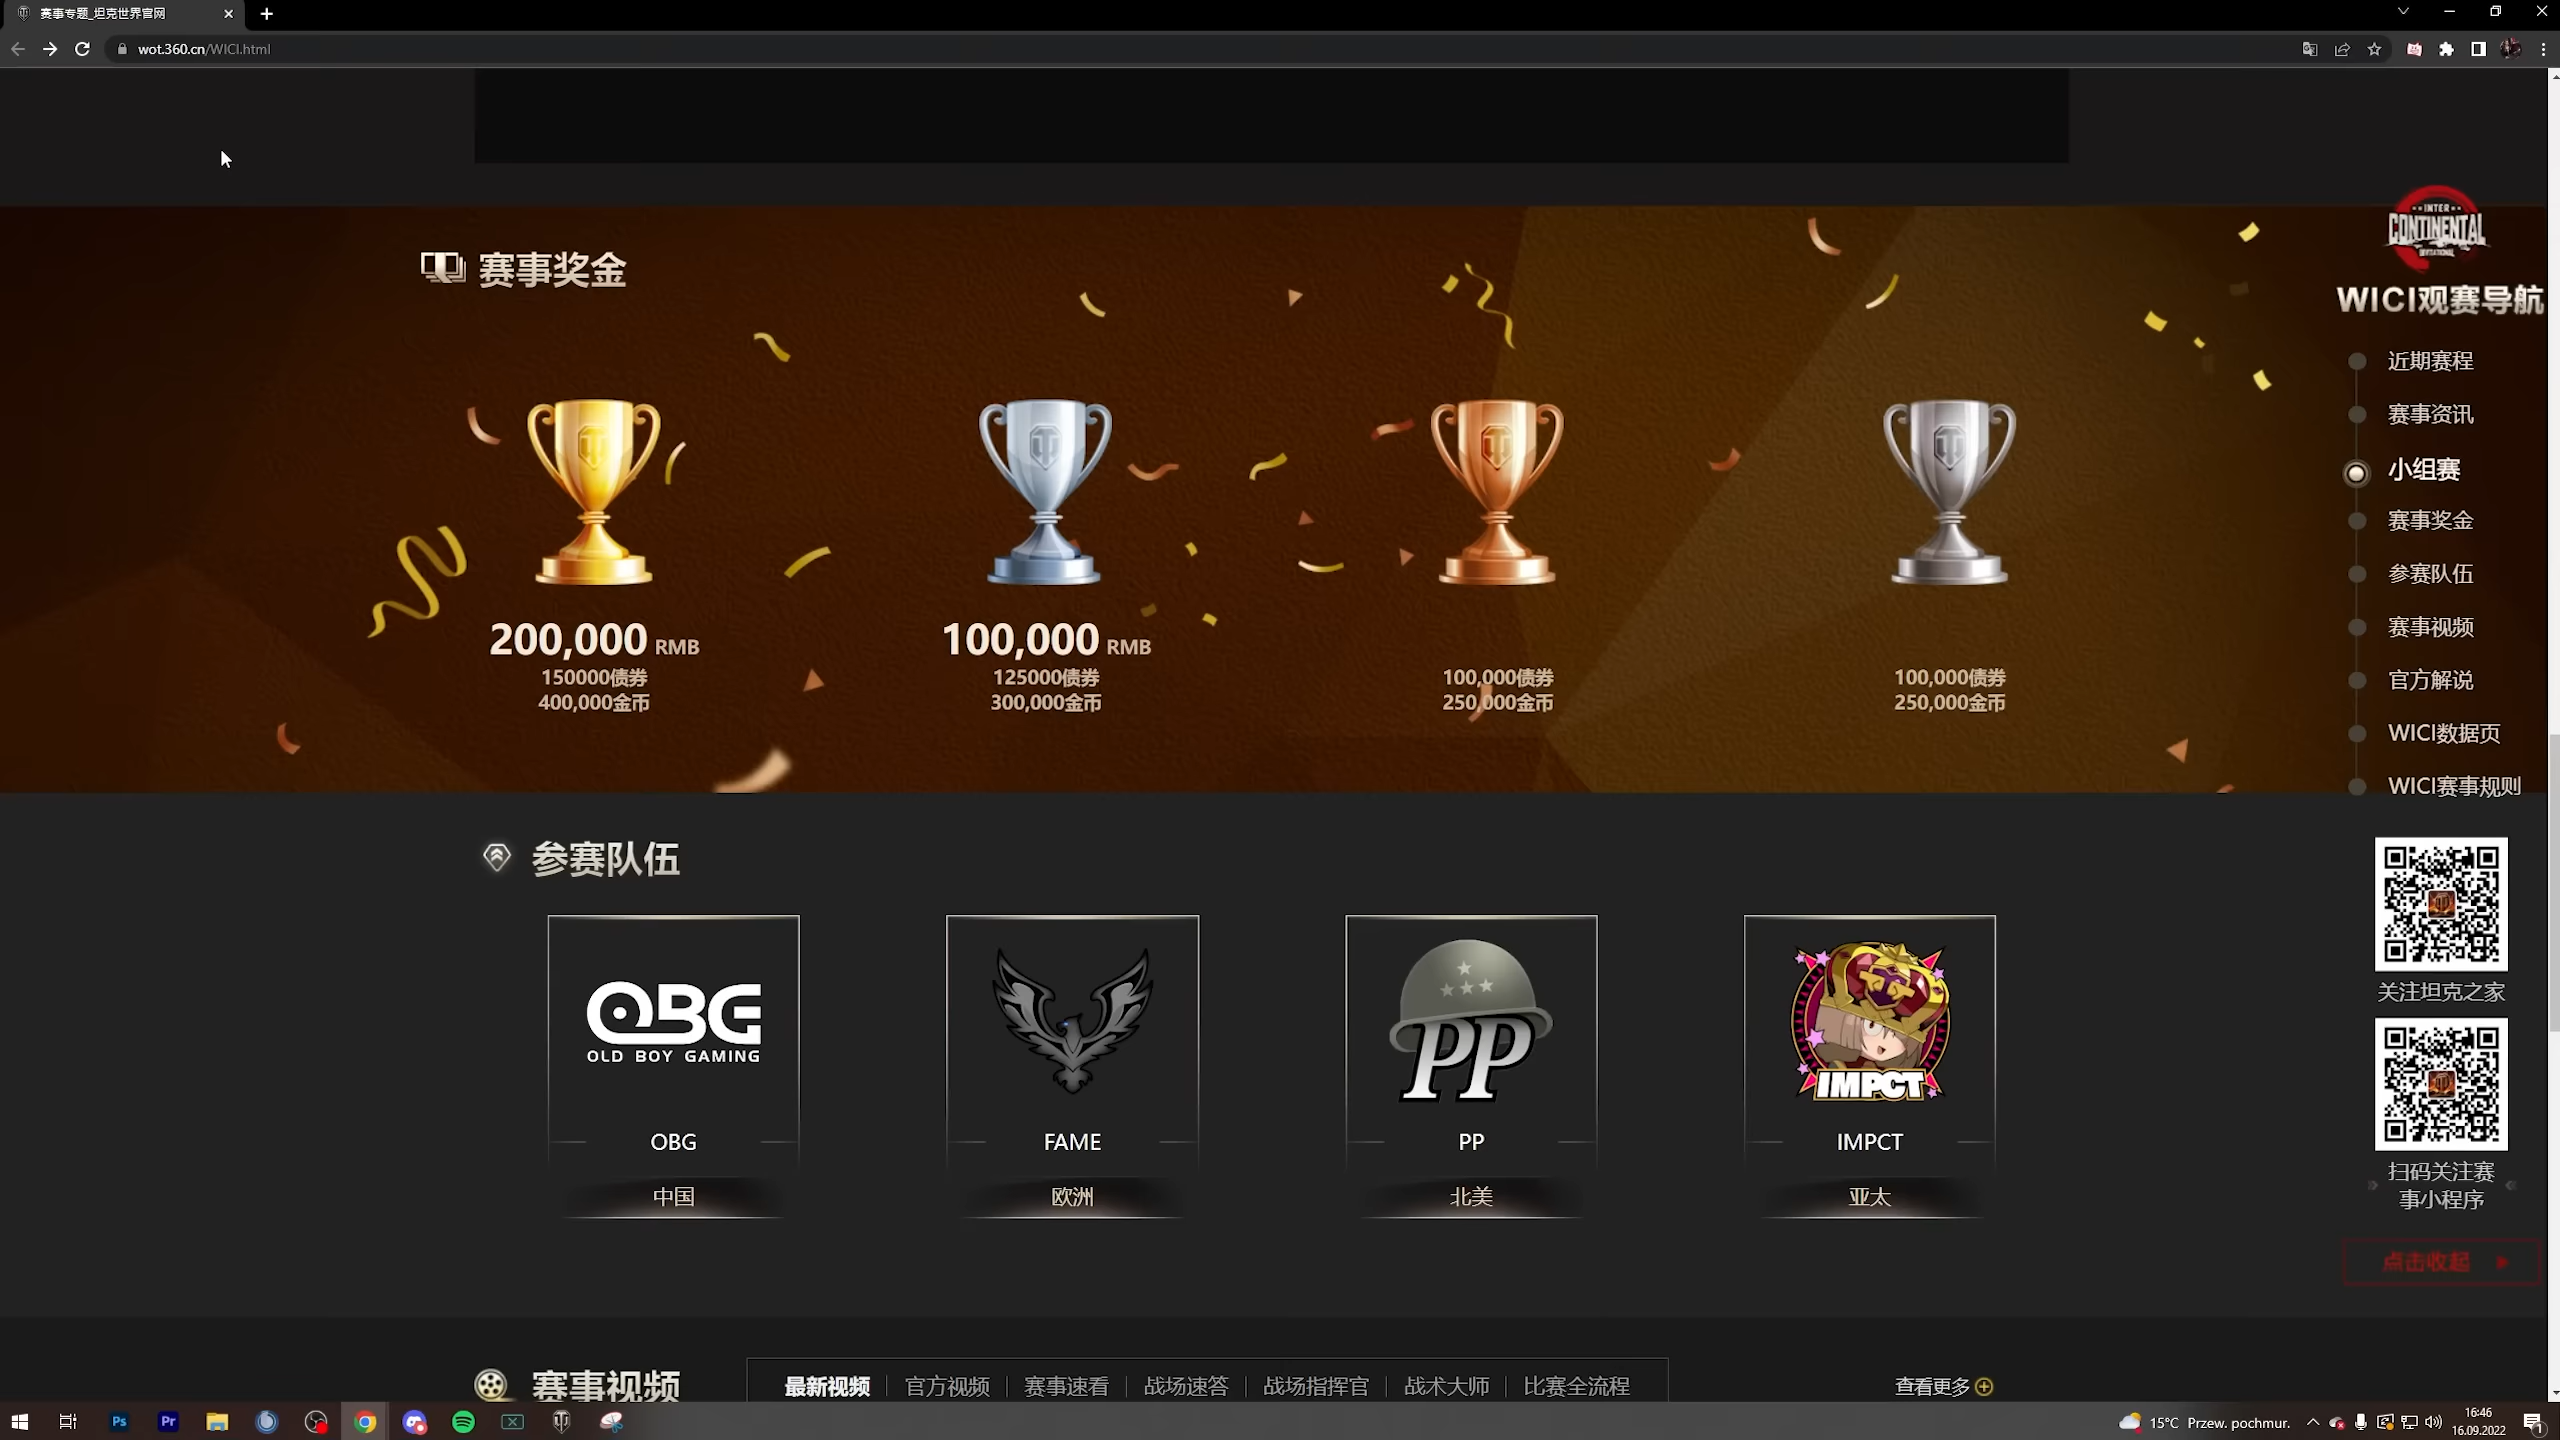 赛事专题_坦克世界官网
wot.360.cn/WICI.html
赛事奖金
200,000 RMB
150000债券
400,000金币
100,000 RMB
125000债券
300,000金币
100,000债券
250,000金币
100,000债券
250,000金币
INTER
CONTINENTAL
INVITATIONAL
WICI观赛导航
近期赛程
赛事资讯
小组赛
赛事奖金
参赛队伍
赛事视频
官方解说
WICI数据页
WICI赛事规则
关注坦克之家
扫码关注赛
事小程序
点击收起
参赛队伍
OBG
OLD BOY GAMING
OBG
中国
FAME
欧洲
PP
PP
北美
IMPCT
IMPCT
亚太
赛事视频
最新视频 官方视频 赛事速看 战场速答 战场指挥官 战术大师 比赛全流程
查看更多
Ps
Pr
15°C Przew. pochmur.
16:46
16.09.2022
1